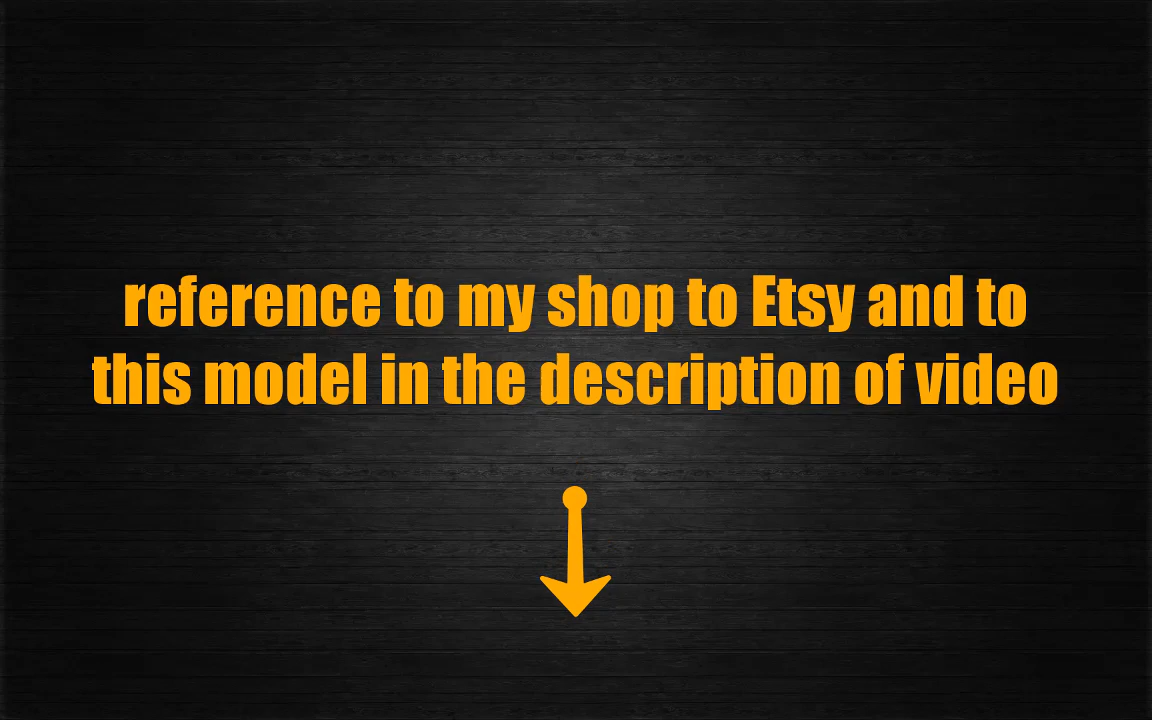 reference to my shop to Etsy and to
this model in the description of video